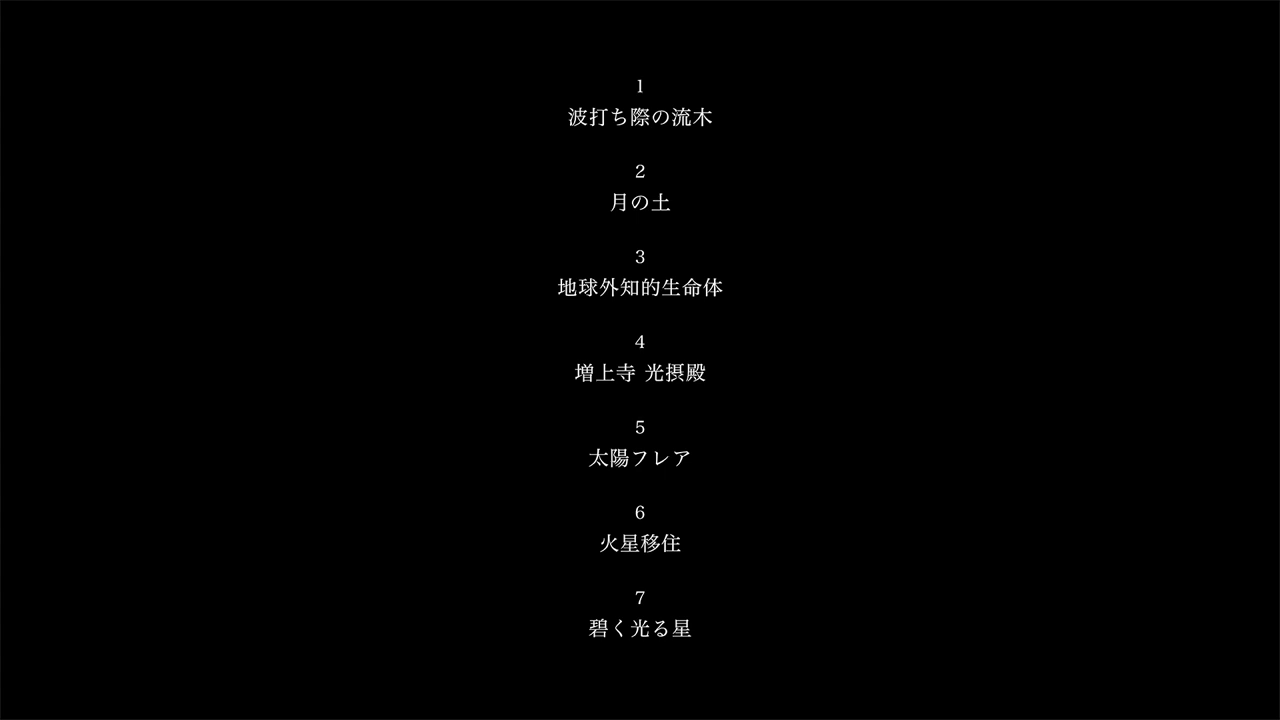 1
波打ち際の流木
2
月の土
3
地球外知的生命体
4
増上寺 光摂殿
5
太陽フレア
6
火星移住
7
碧く光る星